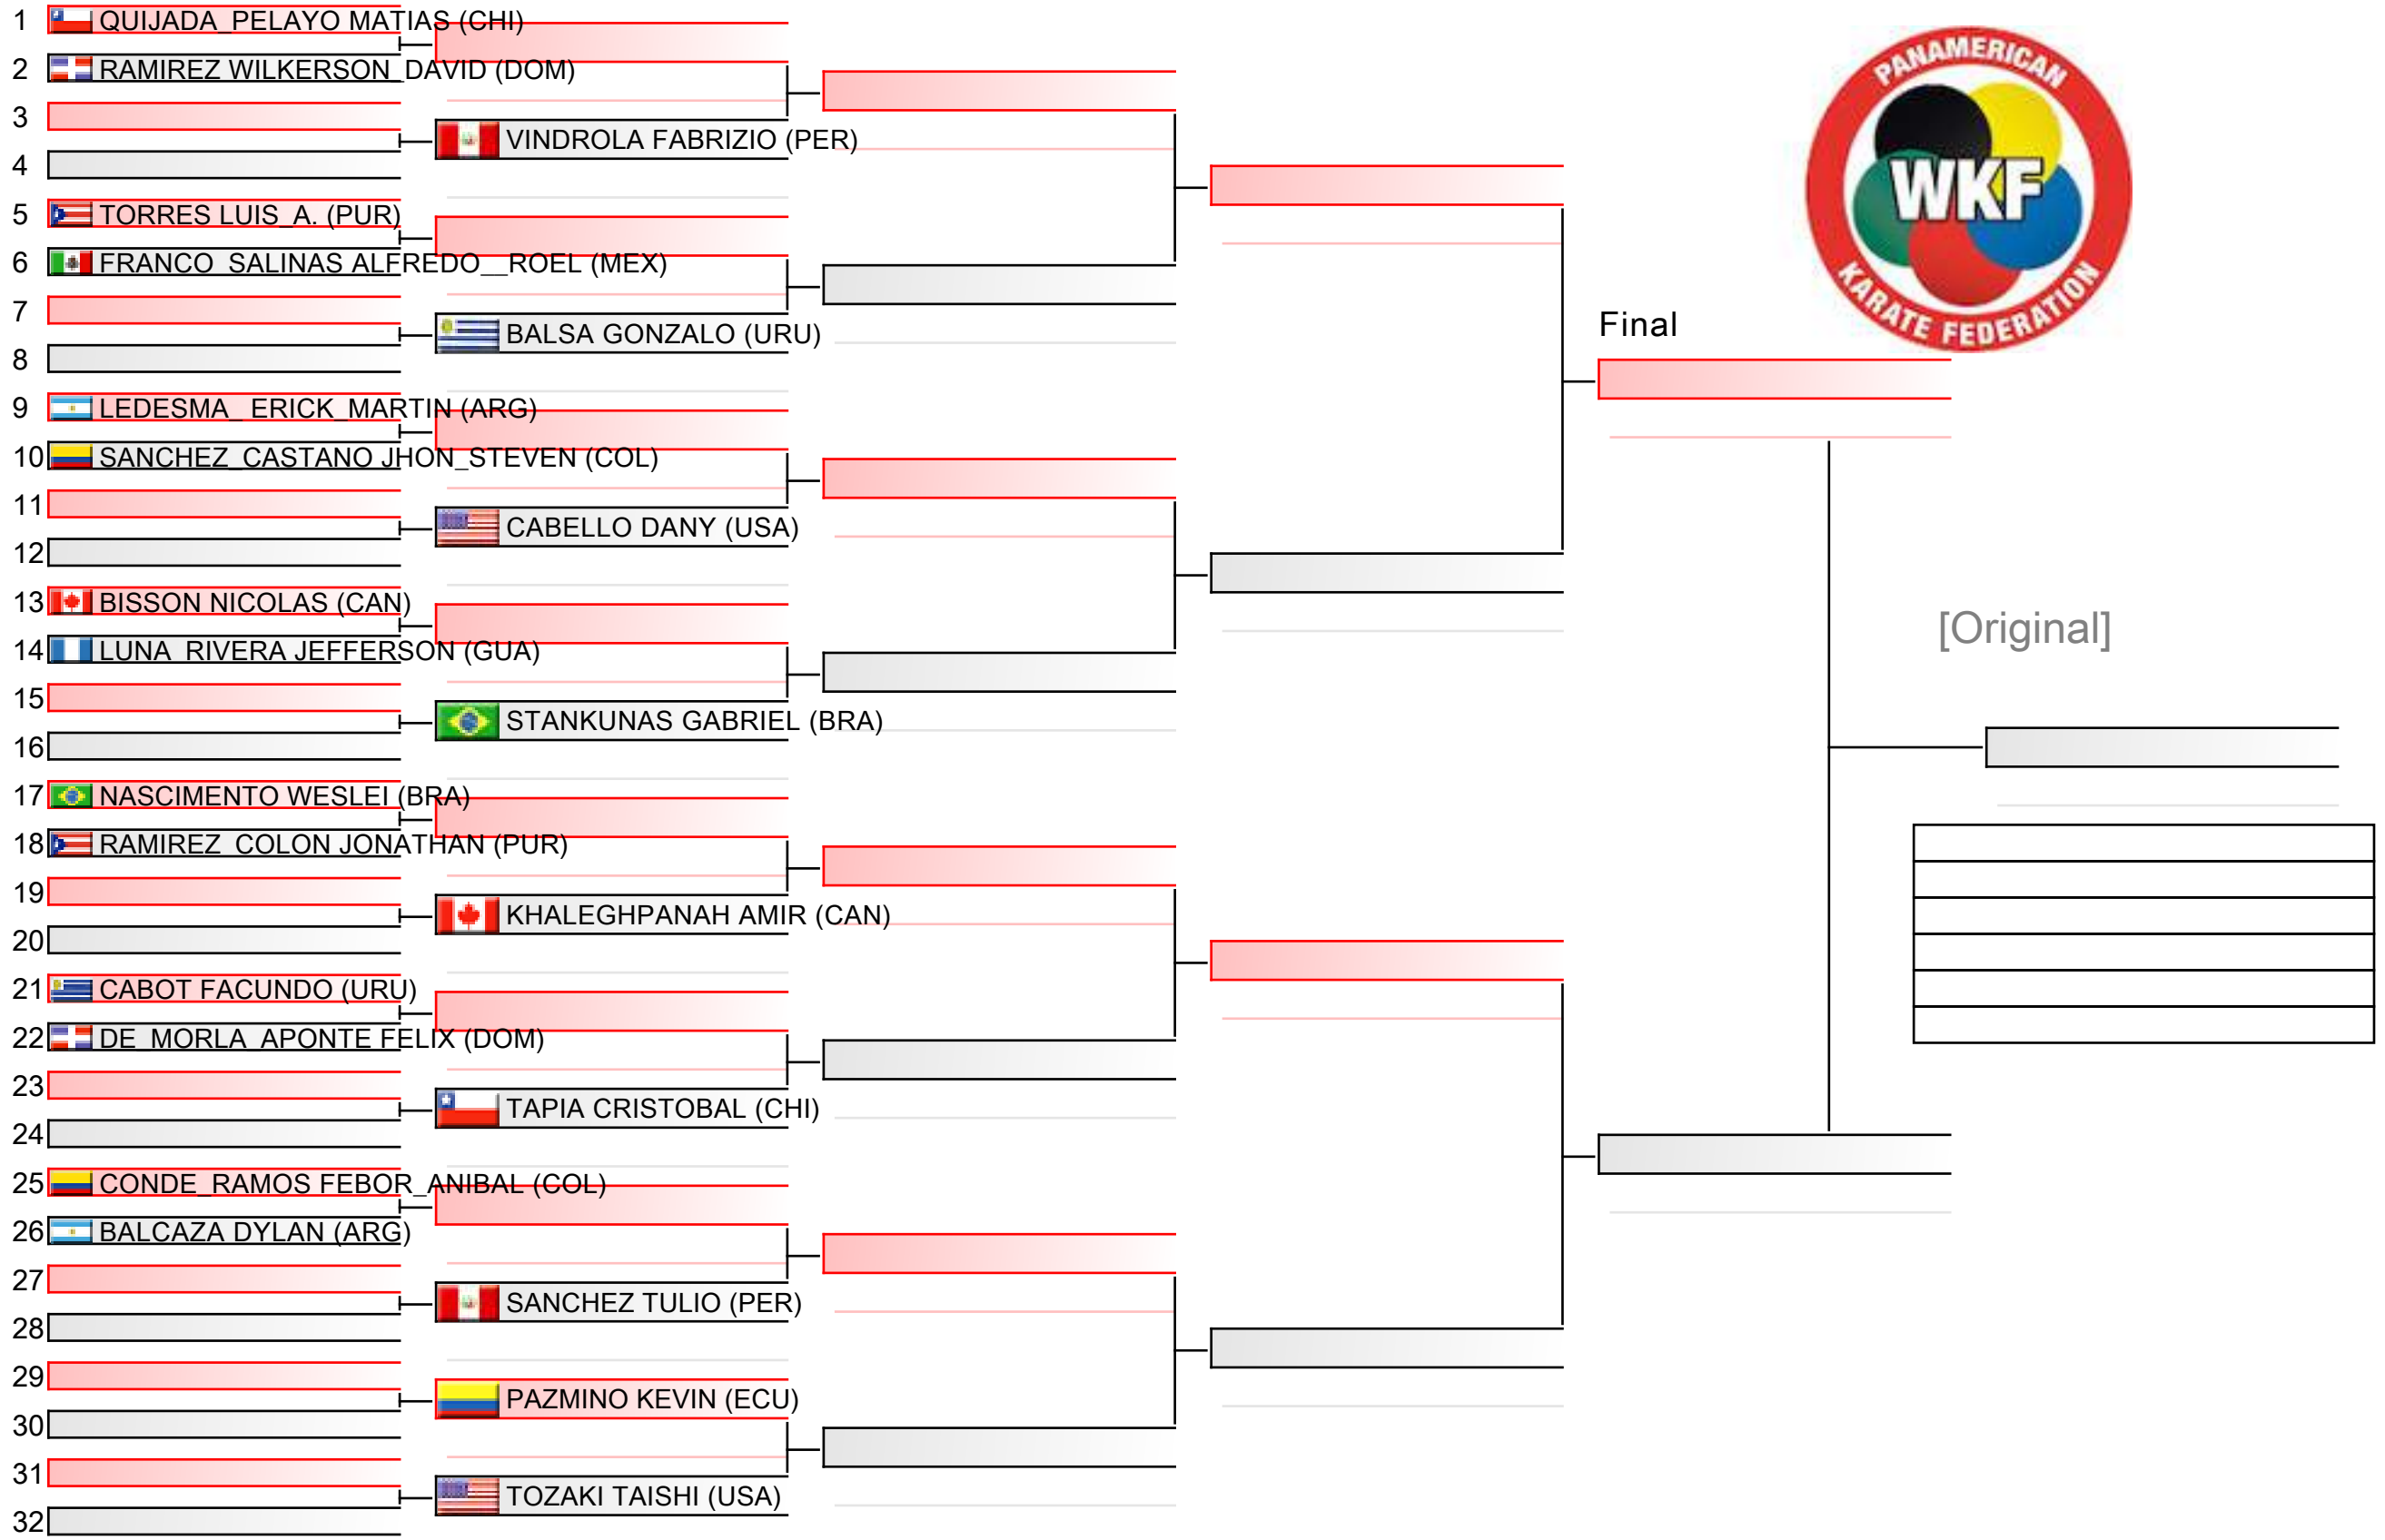 1 QUIJADA_PELAYO MATIAS (CHI)
2 RAMIREZ WILKERSON_DAVID (DOM)
3
VINDROLA FABRIZIO (PER)
4
5 TORRES LUIS_A. (PUR)
6 FRANCO_SALINAS ALFREDO__ROEL (MEX)
7
BALSA GONZALO (URU)
8
9 LEDESMA_ ERICK_MARTIN (ARG)
10 SANCHEZ_CASTANO JHON_STEVEN (COL)
11
CABELLO DANY (USA)
12
13 BISSON NICOLAS (CAN)
14 LUNA_RIVERA JEFFERSON (GUA)
15
STANKUNAS GABRIEL (BRA)
16
17 NASCIMENTO WESLEI (BRA)
18 RAMIREZ_COLON JONATHAN (PUR)
19
KHALEGHPANAH AMIR (CAN)
20
21 CABOT FACUNDO (URU)
22 DE_MORLA_APONTE FELIX (DOM)
23
TAPIA CRISTOBAL (CHI)
24
25 CONDE_RAMOS FEBOR_ANIBAL (COL)
26 BALCAZA DYLAN (ARG)
27
SANCHEZ TULIO (PER)
28
29
PAZMINO KEVIN (ECU)
30
31
TOZAKI TAISHI (USA)
32
Final
PANAMERICAN
WKF
KARATE FEDERATION
[Original]